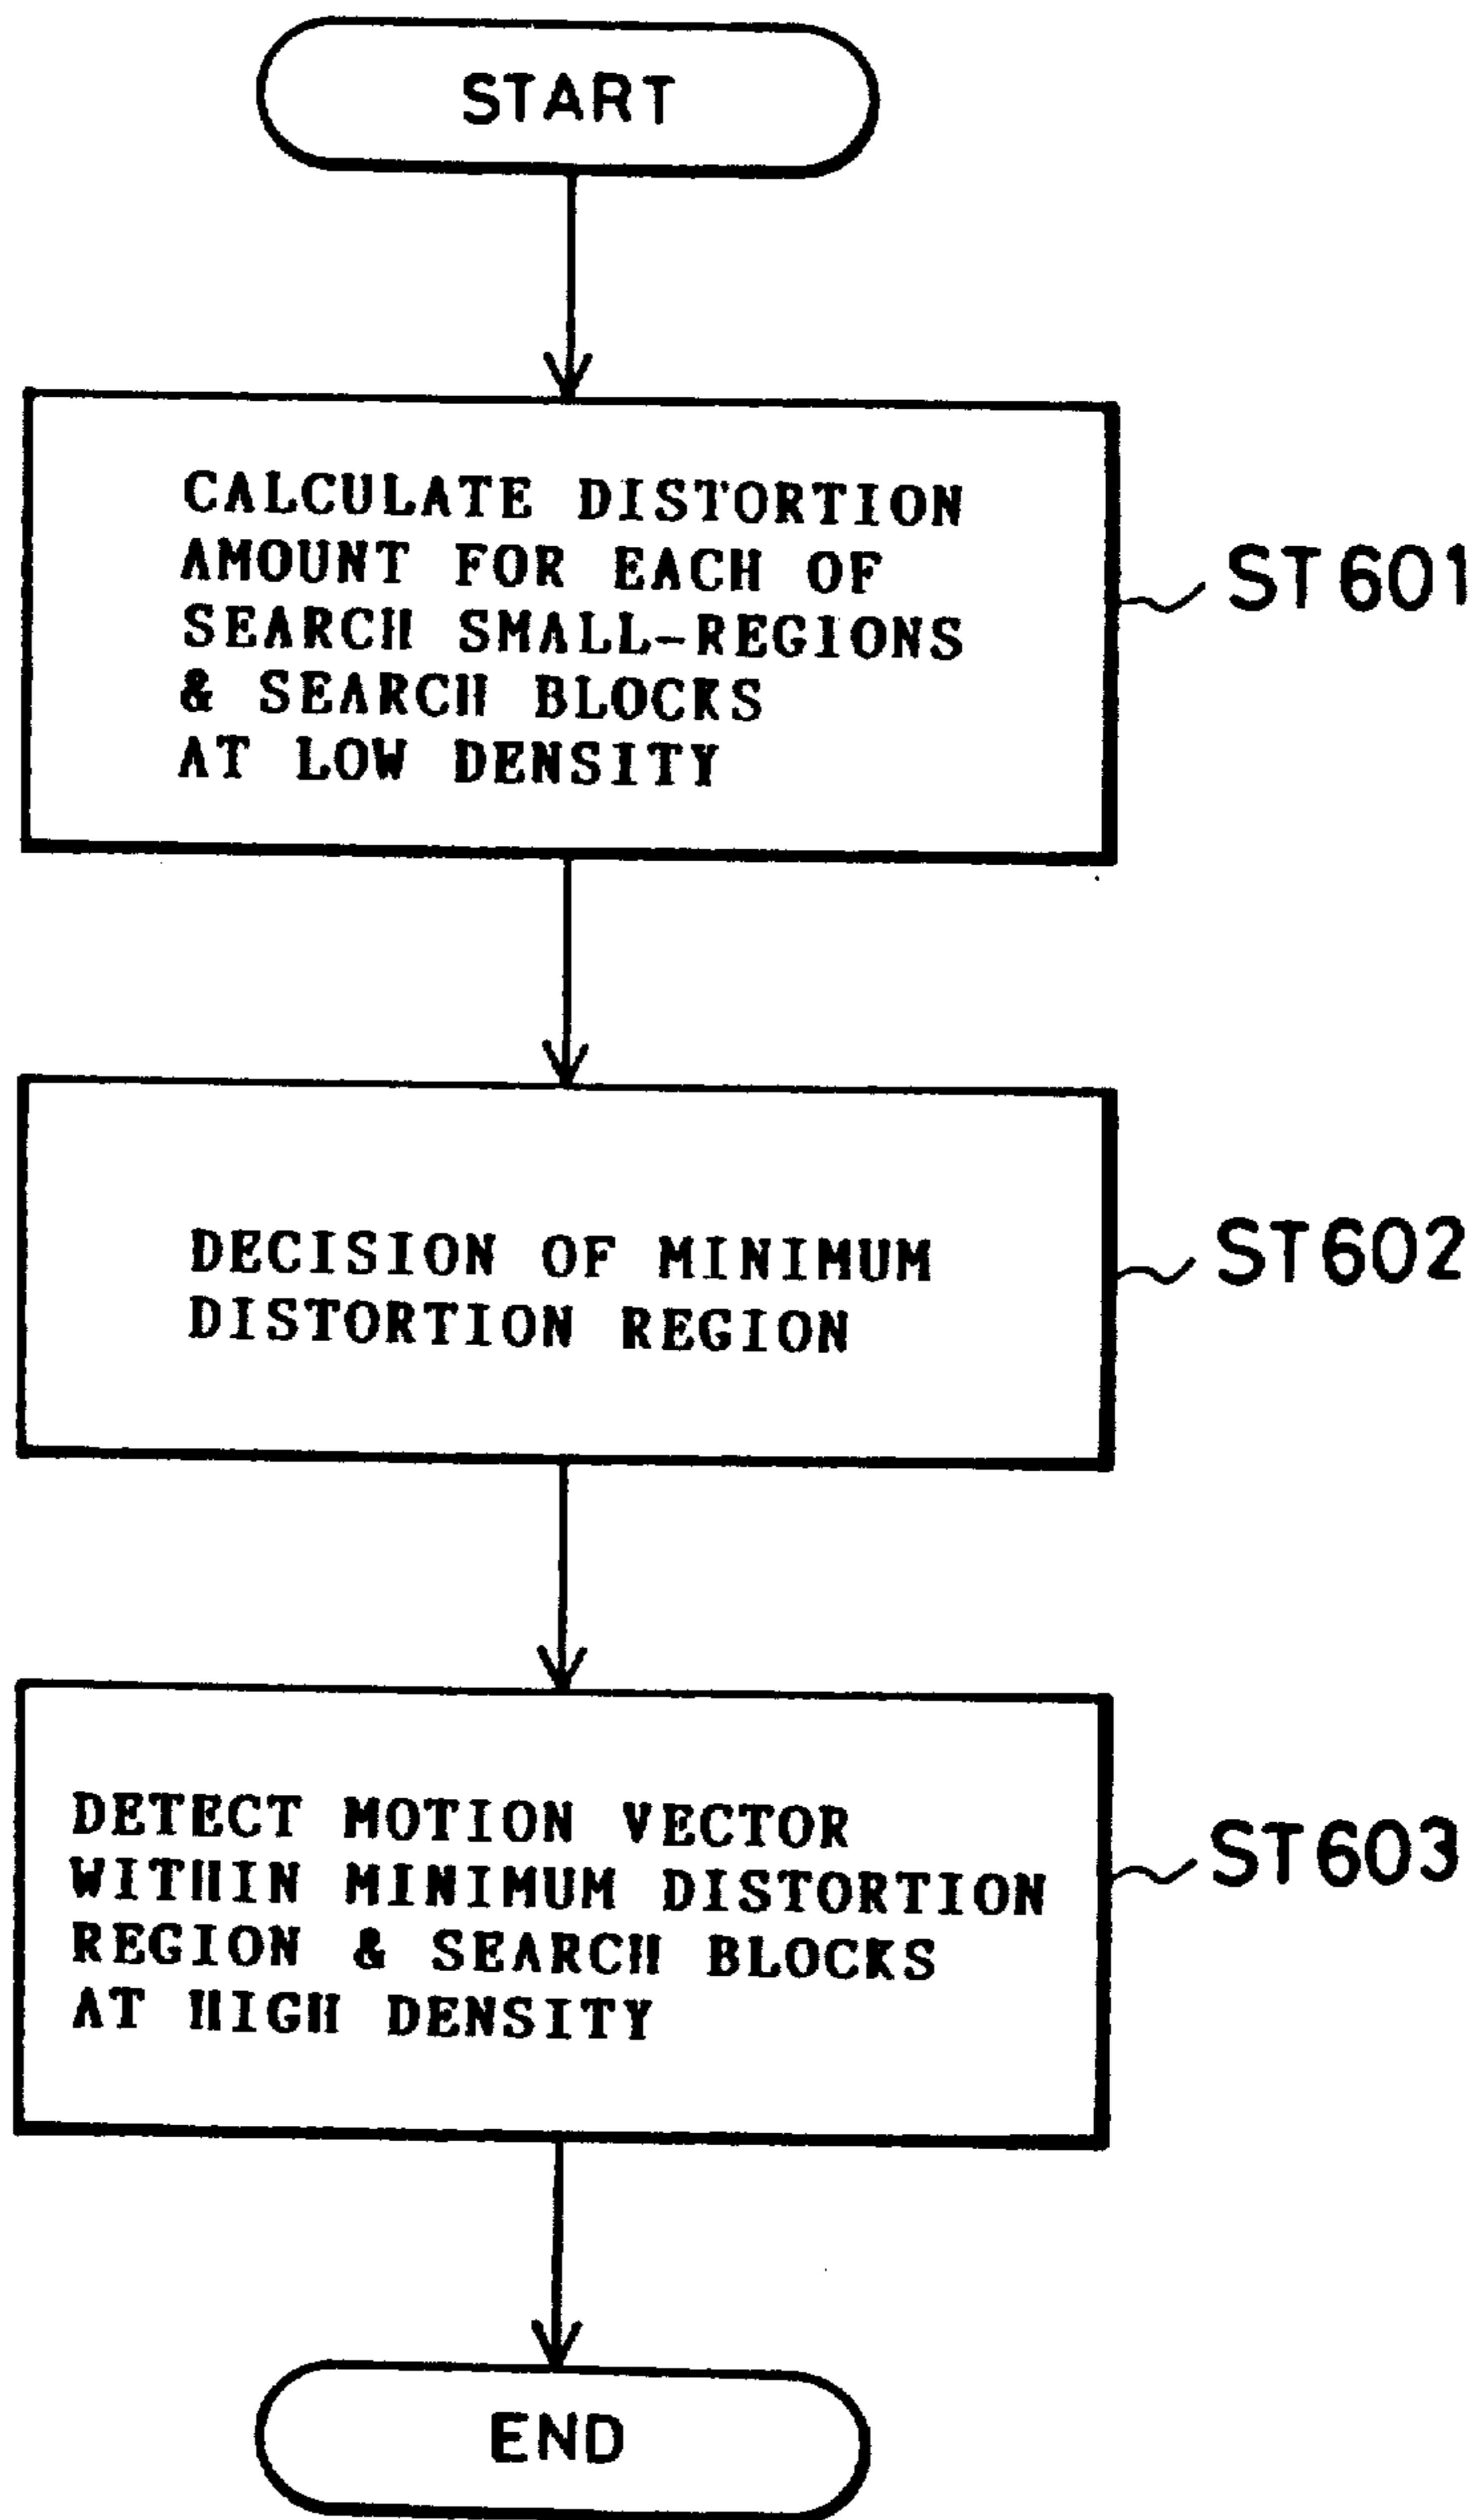 START
CALCULATE DISTORTION
AMOUNT FOR EACH OF
SEARCH SMALL-REGIONS
& SEARCH BLOCKS
AT LOW DENSITY
ST601
DECISION OF MINIMUM
DISTORTION REGION
ST602
DETECT MOTION VECTOR
WITHIN MINIMUM DISTORTION
REGION & SEARCH BLOCKS
AT HIGH DENSITY
ST603
END